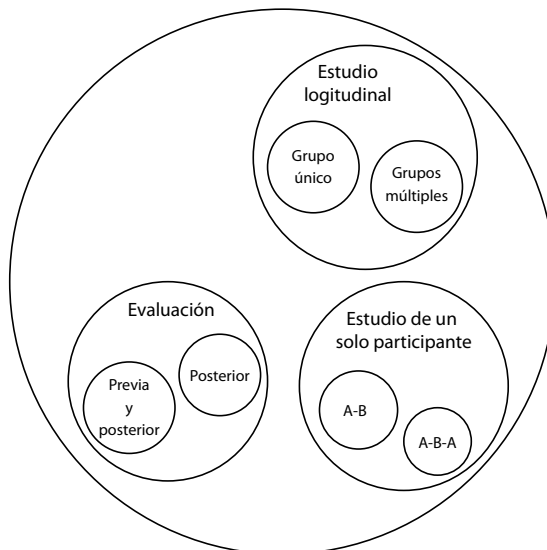 Estudio
logitudinal
Grupo
único
Grupos
múltiples
Evaluación
Previa
y
posterior
Posterior
Estudio de un
solo participante
A-B
A-B-A